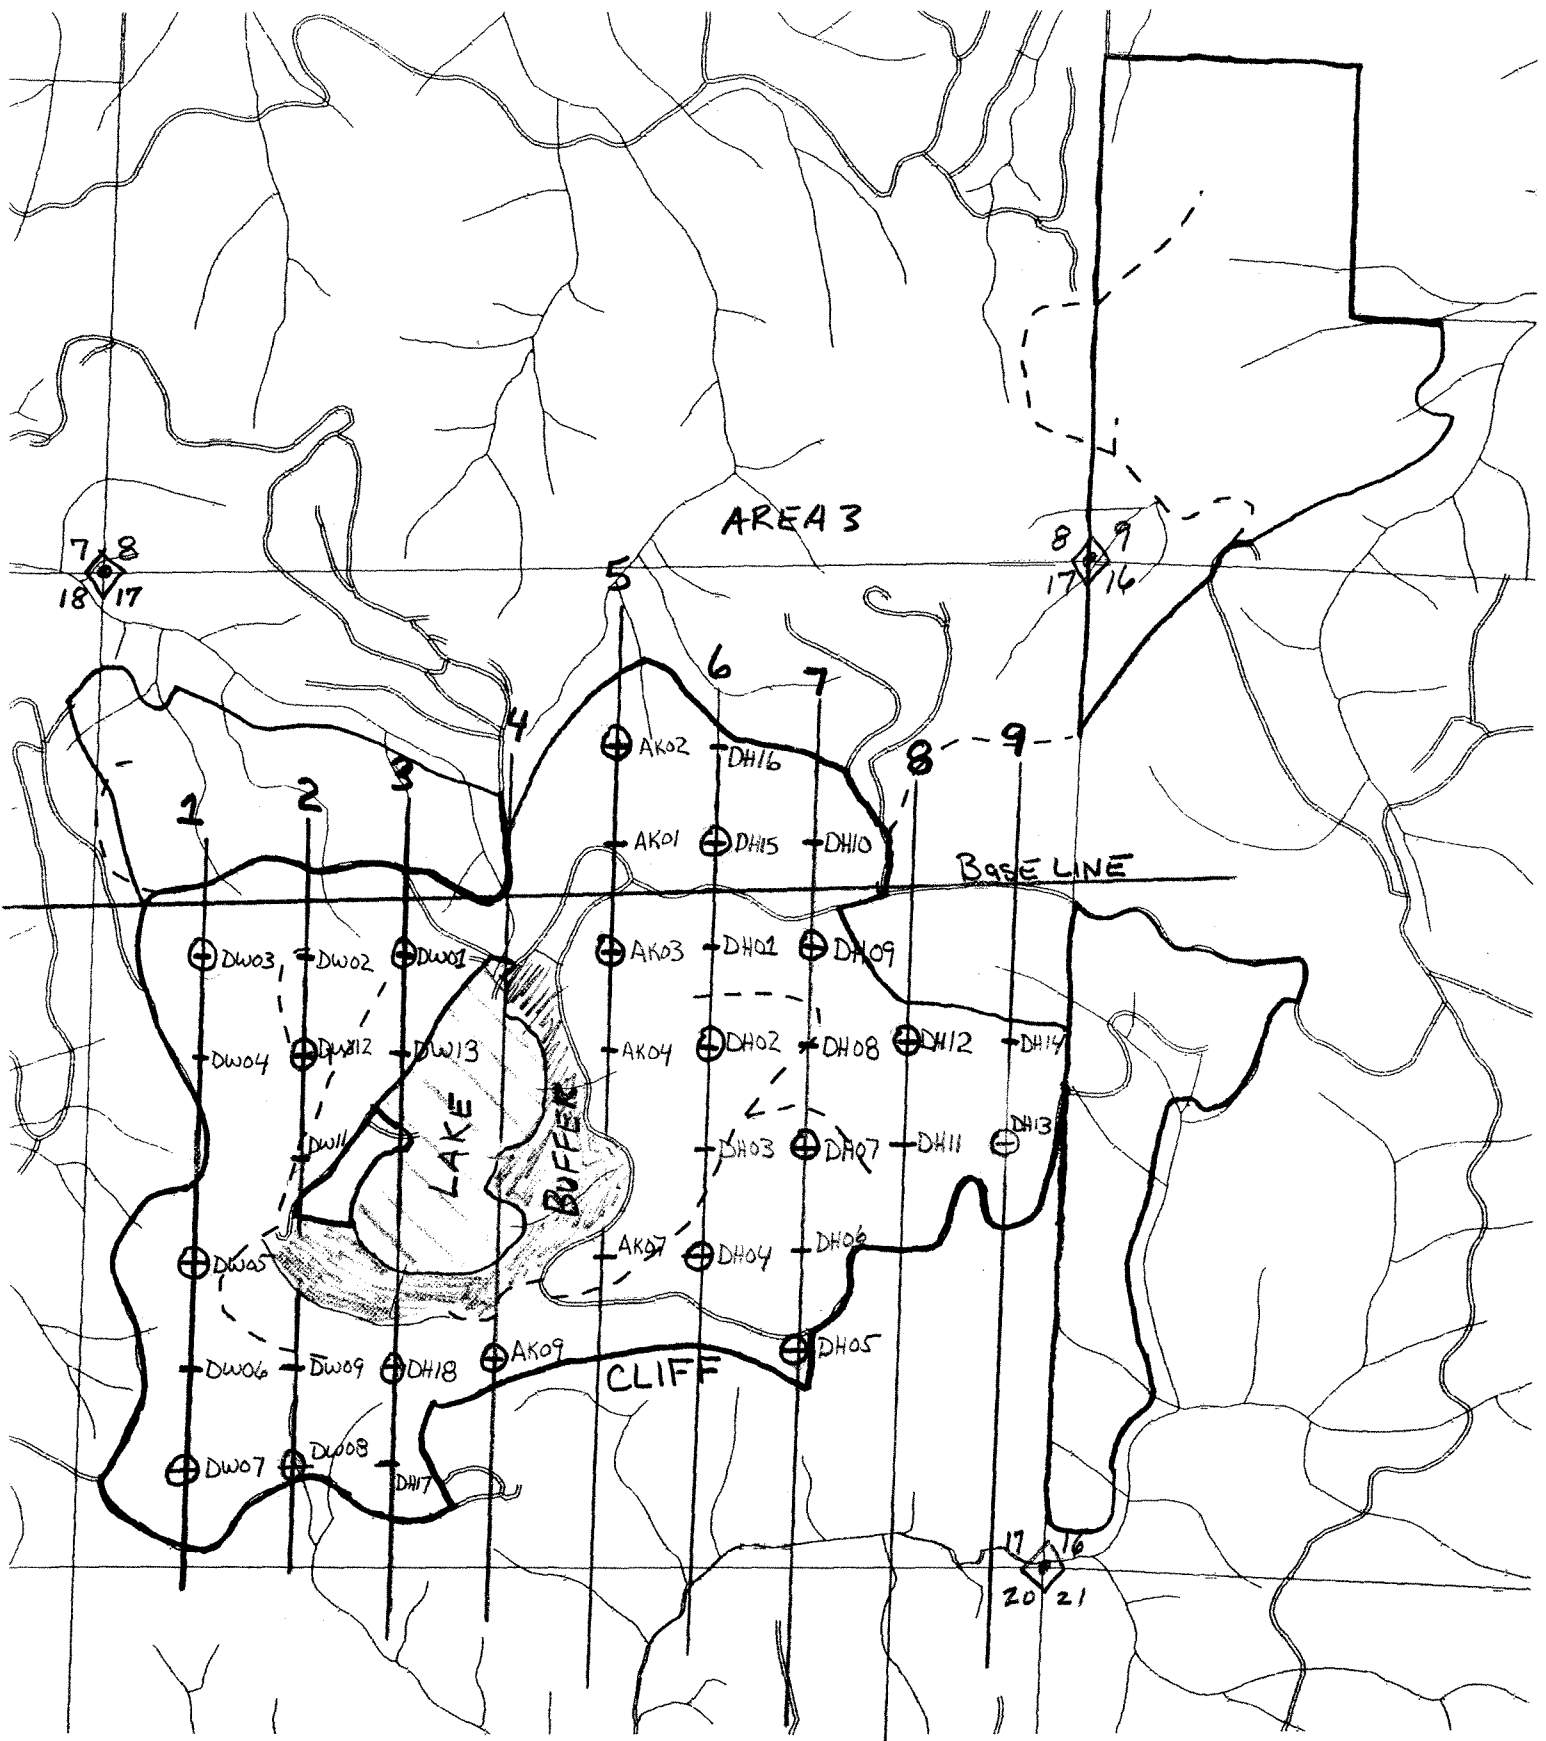 AREA 3
7 8
18 17
8 9
17 16
5
6
7
4
8
9
3
2
1
AK02
DH16
AK01
DH15
DH10
BASE LINE
DW03
DW02
DW01
AK03
DH01
DH09
DW04
DW12
DW13
AK04
DH02
DH08
DH12
DH14
LAKE
BUFFER
DW11
DH03
DH07
DH11
DH13
DW05
AK07
DH04
DH06
DW06
DW09
DH18
AK09
CLIFF
DH05
DW07
DW08
DH17
17 16
20 21